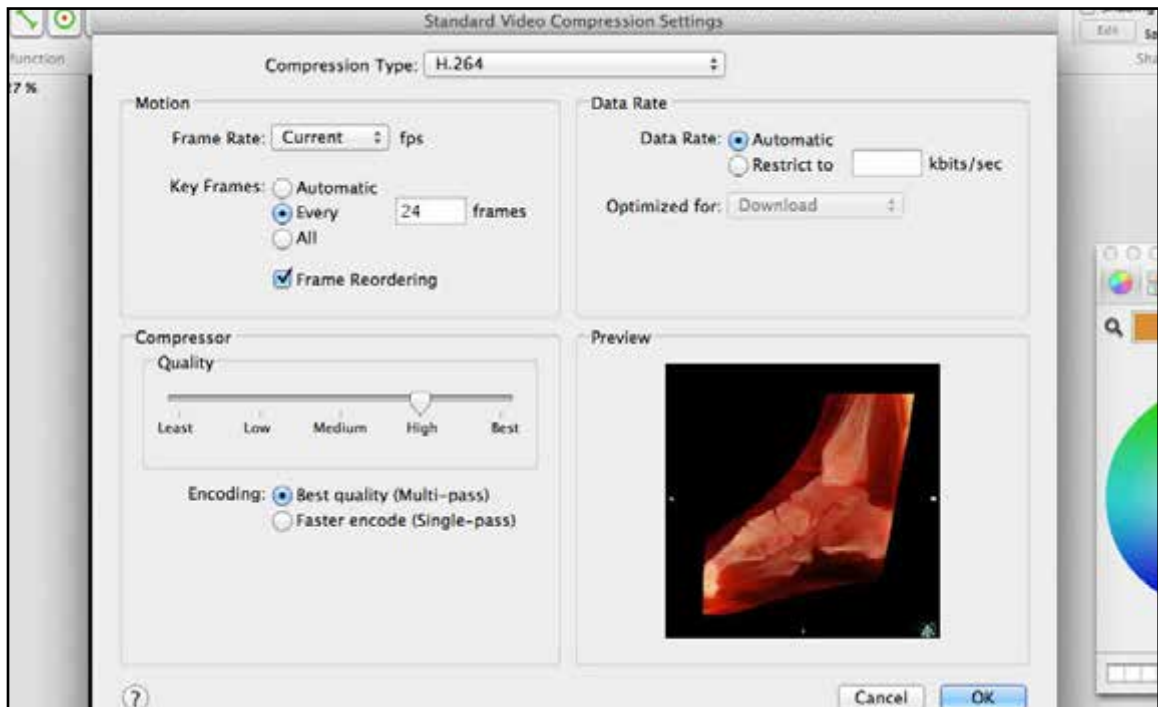 Standard Video Compression Settings
Edit
function
7 %
Compression Type: H.264
Motion
Frame Rate: Current fps
Key Frames: Automatic
Every 24 frames
All
Frame Reordering
Data Rate
Data Rate: Automatic
Restrict to kbits/sec
Optimized for: Download
Compressor
Quality
Least Low Medium High Best
Encoding: Best quality (Multi-pass)
Faster encode (Single-pass)
Preview
?
Cancel OK